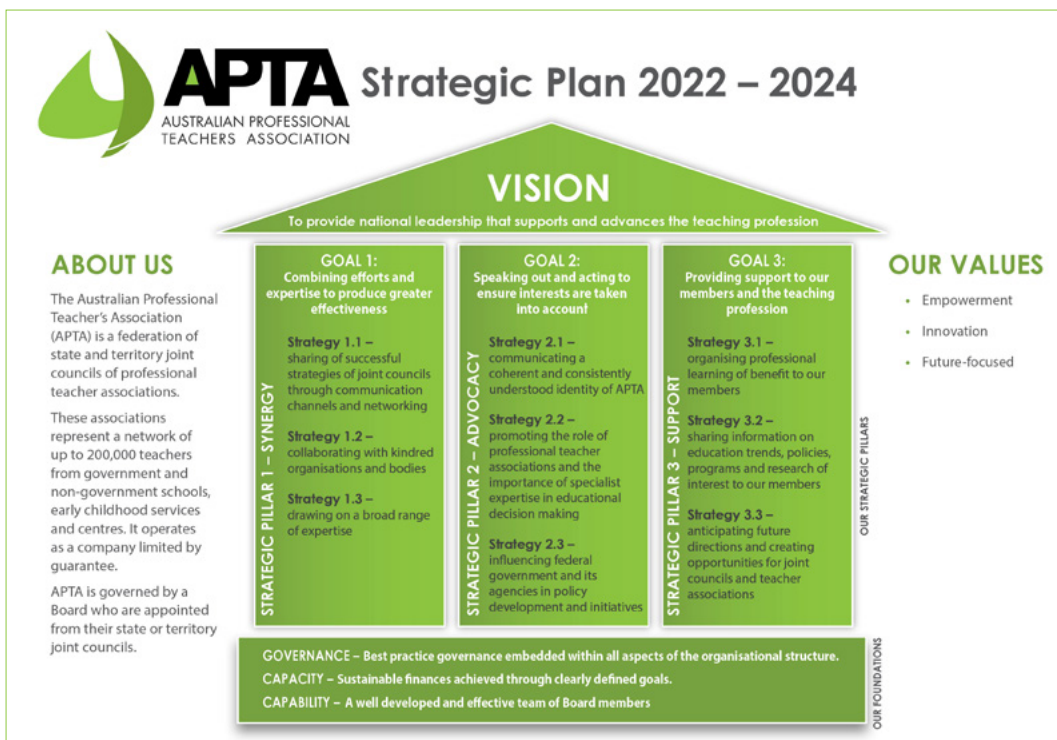 APTA
AUSTRALIAN PROFESSIONAL
TEACHERS ASSOCIATION
Strategic Plan 2022 – 2024
VISION
To provide national leadership that supports and advances the teaching profession
ABOUT US
The Australian Professional
Teacher's Association
(APTA) is a federation of
state and territory joint
councils of professional
teacher associations.
These associations
represent a network of
up to 200,000 teachers
from government and
non-government schools,
early childhood services
and centres. It operates
as a company limited by
guarantee.
APTA is governed by a
Board who are appointed
from their state or territory
joint councils.
STRATEGIC PILLAR 1 – SYNERGY
GOAL 1:
Combining efforts and
expertise to produce greater
effectiveness
Strategy 1.1 –
sharing of successful
strategies of joint councils
through communication
channels and networking
Strategy 1.2 –
collaborating with kindred
organisations and bodies
Strategy 1.3 –
drawing on a broad range
of expertise
STRATEGIC PILLAR 2 – ADVOCACY
GOAL 2:
Speaking out and acting to
ensure interests are taken
into account
Strategy 2.1 –
communicating a
coherent and consistently
understood identity of APTA
Strategy 2.2 –
promoting the role of
professional teacher
associations and the
importance of specialist
expertise in educational
decision making
Strategy 2.3 –
influencing federal
government and its
agencies in policy
development and initiatives
STRATEGIC PILLAR 3 – SUPPORT
GOAL 3:
Providing support to our
members and the teaching
profession
Strategy 3.1 –
organising professional
learning of benefit to our
members
Strategy 3.2 –
sharing information on
education trends, policies,
programs and research of
interest to our members
Strategy 3.3 –
anticipating future
directions and creating
opportunities for joint
councils and teacher
associations
OUR STRATEGIC PILLARS
OUR VALUES
• Empowerment
• Innovation
• Future-focused
GOVERNANCE – Best practice governance embedded within all aspects of the organisational structure.
CAPACITY – Sustainable finances achieved through clearly defined goals.
CAPABILITY – A well developed and effective team of Board members
OUR FOUNDATIONS